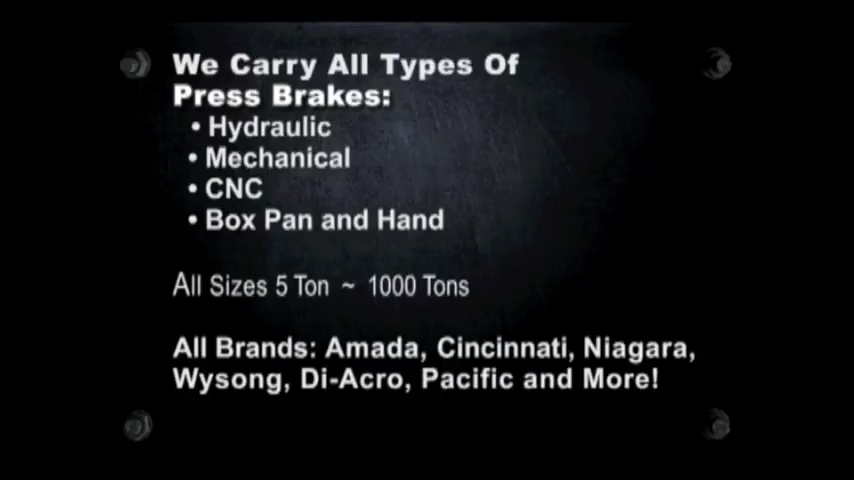 We Carry All Types Of
Press Brakes:
• Hydraulic
• Mechanical
• CNC
• Box Pan and Hand
All Sizes 5 Ton ~ 1000 Tons
All Brands: Amada, Cincinnati, Niagara,
Wysong, Di-Acro, Pacific and More!